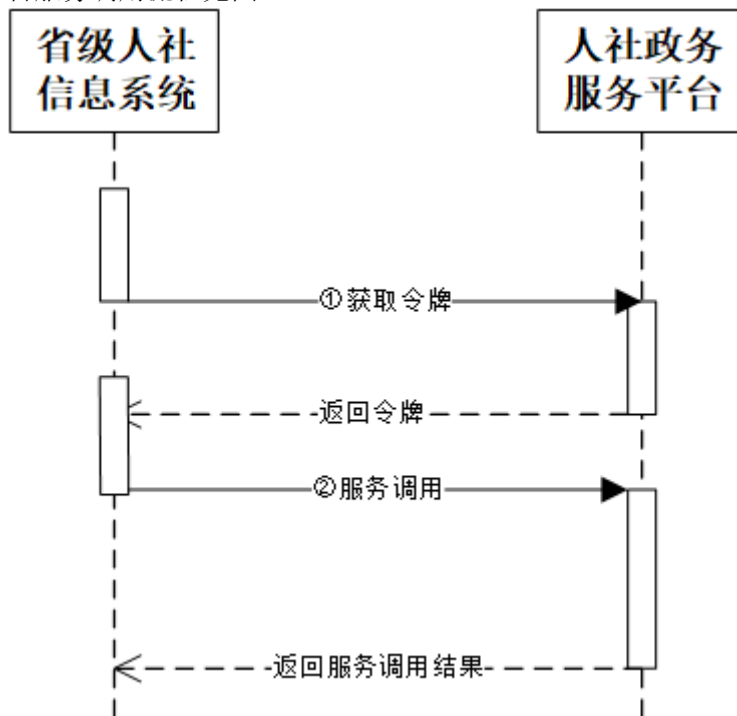 省级人社
信息系统
人社政务
服务平台
①获取令牌
返回令牌
②服务调用
返回服务调用结果